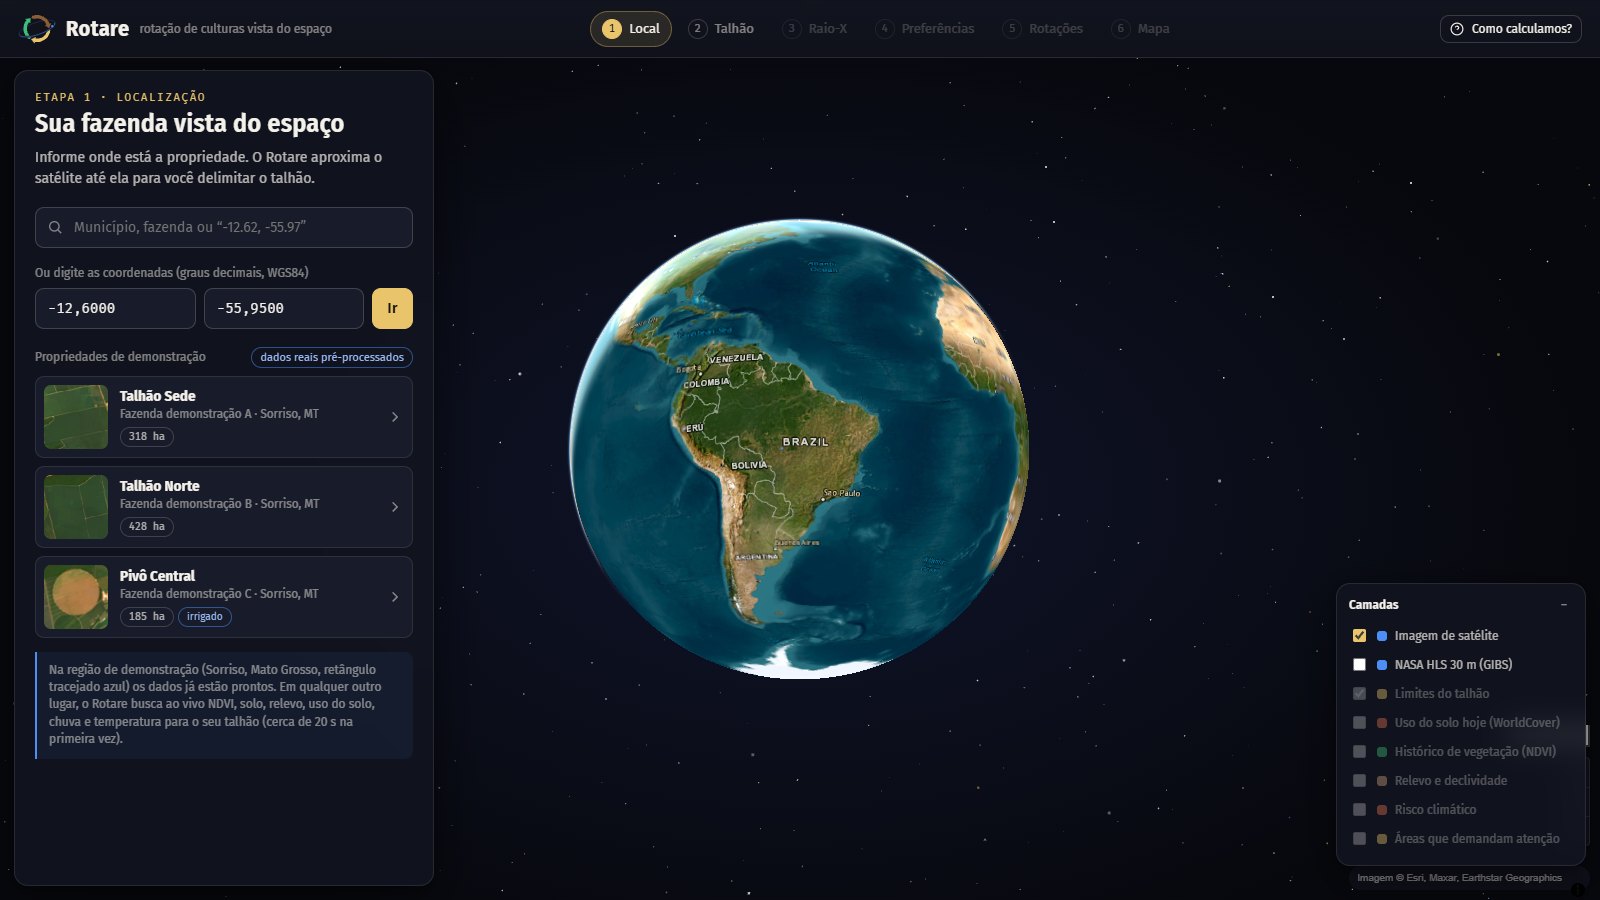 Rotare
rotação de culturas vista do espaço
1 Local
2 Talhão
3 Raio-X
4 Preferências
5 Rotações
6 Mapa
Como calculamos?
ETAPA 1 · LOCALIZAÇÃO
Sua fazenda vista do espaço
Informe onde está a propriedade. O Rotare aproxima o
satélite até ela para você delimitar o talhão.
Município, fazenda ou “-12.62, -55.97”
Ou digite as coordenadas (graus decimais, WGS84)
-12,6000
-55,9500
Ir
Propriedades de demonstração
dados reais pré-processados
Talhão Sede
Fazenda demonstração A · Sorriso, MT
318 ha
Talhão Norte
Fazenda demonstração B · Sorriso, MT
428 ha
Pivô Central
Fazenda demonstração C · Sorriso, MT
185 ha
irrigado
Na região de demonstração (Sorriso, Mato Grosso, retângulo
tracejado azul) os dados já estão prontos. Em qualquer outro
lugar, o Rotare busca ao vivo NDVI, solo, relevo, uso do solo,
chuva e temperatura para o seu talhão (cerca de 20 s na
primeira vez).
VENEZUELA
COLOMBIA
ERU
BRAZIL
BOLIVIA
Sao Paulo
Buenos Aires
ARGENTINA
Camadas
Imagem de satélite
NASA HLS 30 m (GIBS)
Limites do talhão
Uso do solo hoje (WorldCover)
Histórico de vegetação (NDVI)
Relevo e declividade
Risco climático
Áreas que demandam atenção
Imagem © Esri, Maxar, Earthstar Geographics